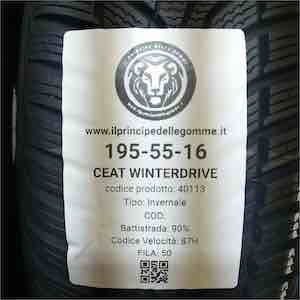 www.ilprincipedellegomme.it
195-55-16
CEAT WINTERDRIVE
codice prodotto: 40113
Tipo: Invernale
COD:
Battistrada: 90%
Codice Velocità: 87H
FILA: 50